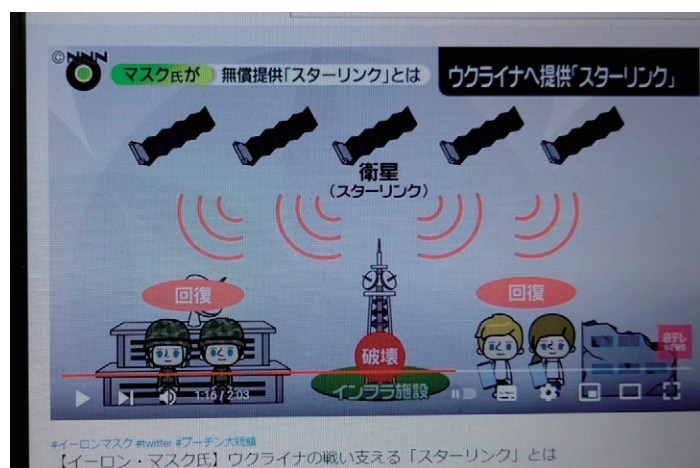 ©NNN
マスク氏が 無償提供「スターリンク」とは
ウクライナへ提供「スターリンク」
衛星
(スターリンク)
回復
回復
破壊
インフラ施設
日テレ
NEWS
1:16 / 2:03
#イーロンマスク #twitter #プーチン大統領
【イーロン・マスク氏】ウクライナの戦い支える「スターリンク」とは